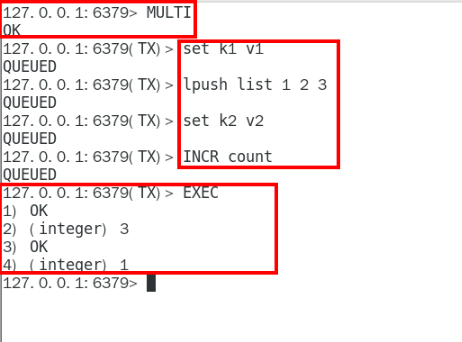 127.0.0.1:6379> MULTI
OK
127.0.0.1:6379(TX)> set k1 v1
QUEUED
127.0.0.1:6379(TX)> lpush list 1 2 3
QUEUED
127.0.0.1:6379(TX)> set k2 v2
QUEUED
127.0.0.1:6379(TX)> INCR count
QUEUED
127.0.0.1:6379(TX)> EXEC
1) OK
2) (integer) 3
3) OK
4) (integer) 1
127.0.0.1:6379>